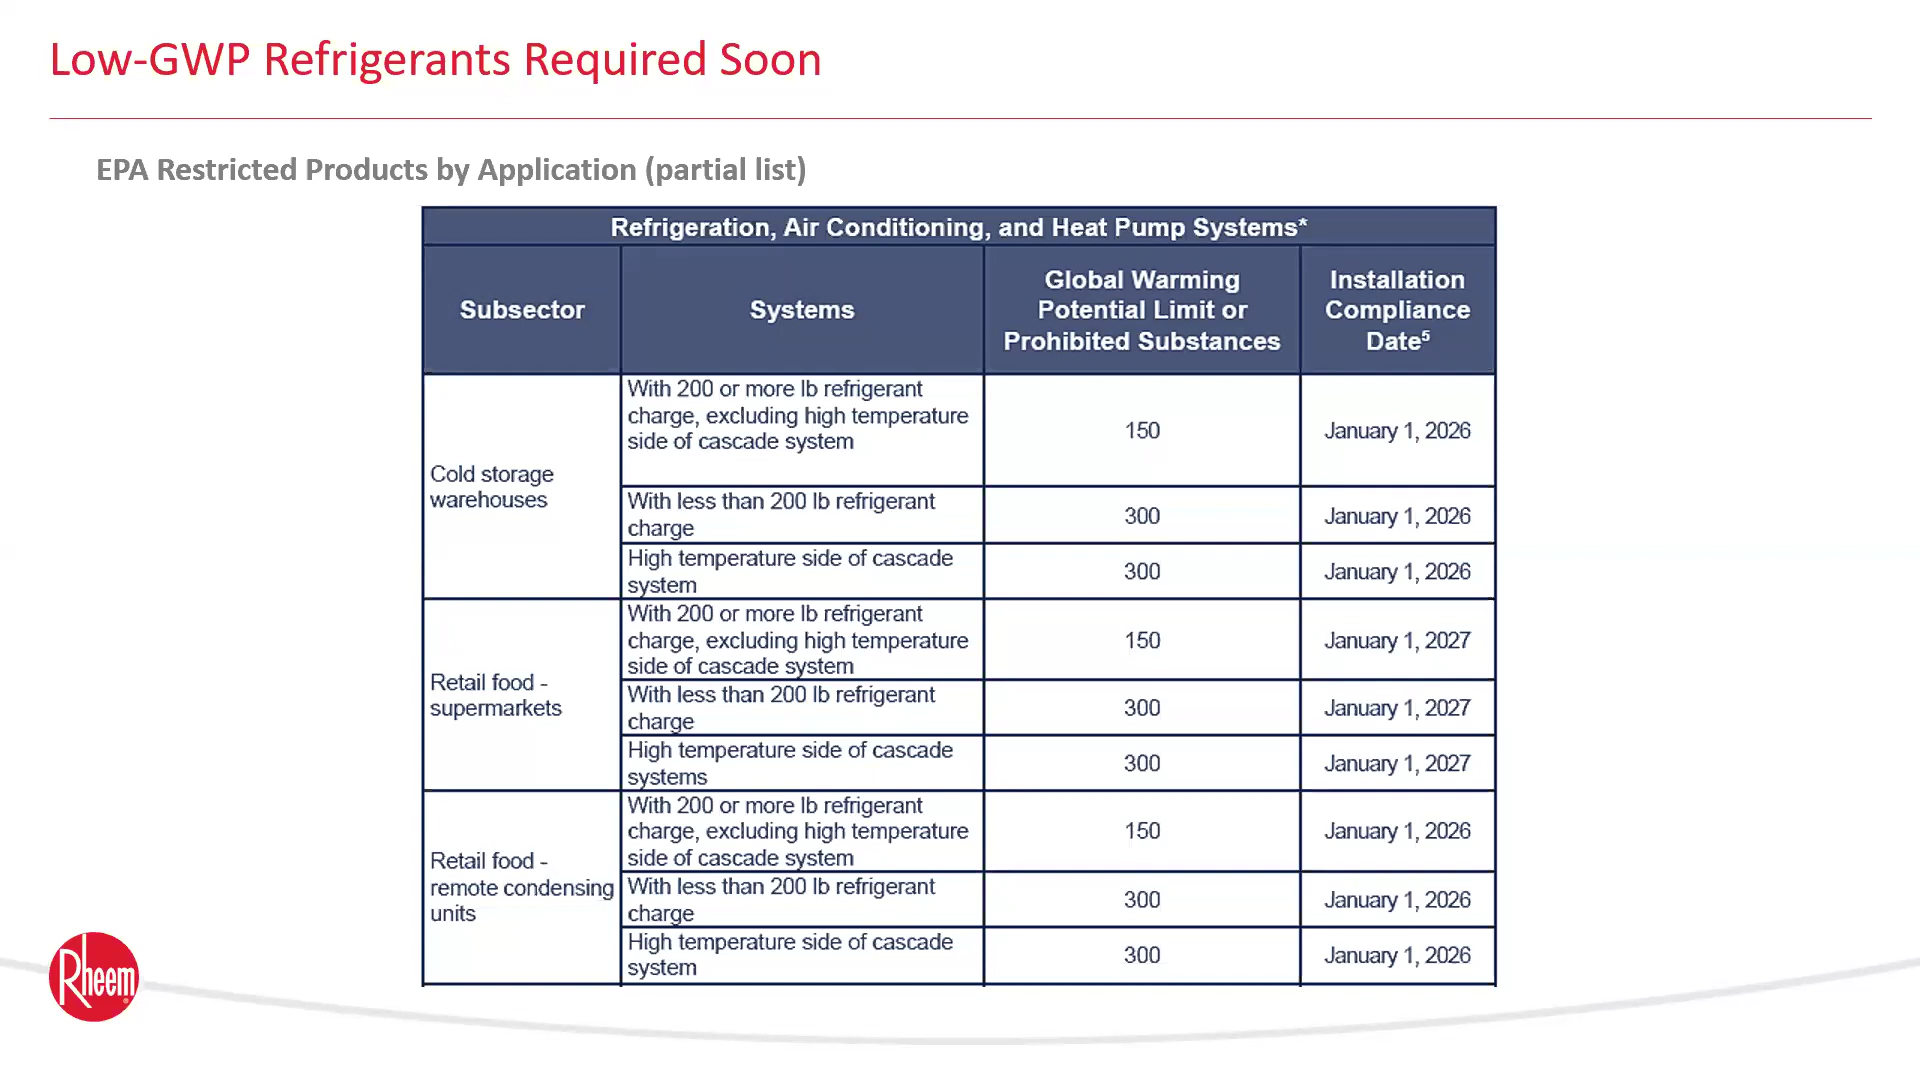 Low-GWP Refrigerants Required Soon
EPA Restricted Products by Application (partial list)
Refrigeration, Air Conditioning, and Heat Pump Systems*
Subsector
Systems
Global Warming
Potential Limit or
Prohibited Substances
Installation
Compliance
Date⁵
Cold storage
warehouses
With 200 or more lb refrigerant
charge, excluding high temperature
side of cascade system
150
January 1, 2026
With less than 200 lb refrigerant
charge
300
January 1, 2026
High temperature side of cascade
system
300
January 1, 2026
Retail food -
supermarkets
With 200 or more lb refrigerant
charge, excluding high temperature
side of cascade system
150
January 1, 2027
With less than 200 lb refrigerant
charge
300
January 1, 2027
High temperature side of cascade
systems
300
January 1, 2027
Retail food -
remote condensing
units
With 200 or more lb refrigerant
charge, excluding high temperature
side of cascade system
150
January 1, 2026
With less than 200 lb refrigerant
charge
300
January 1, 2026
High temperature side of cascade
system
300
January 1, 2026
Rheem®